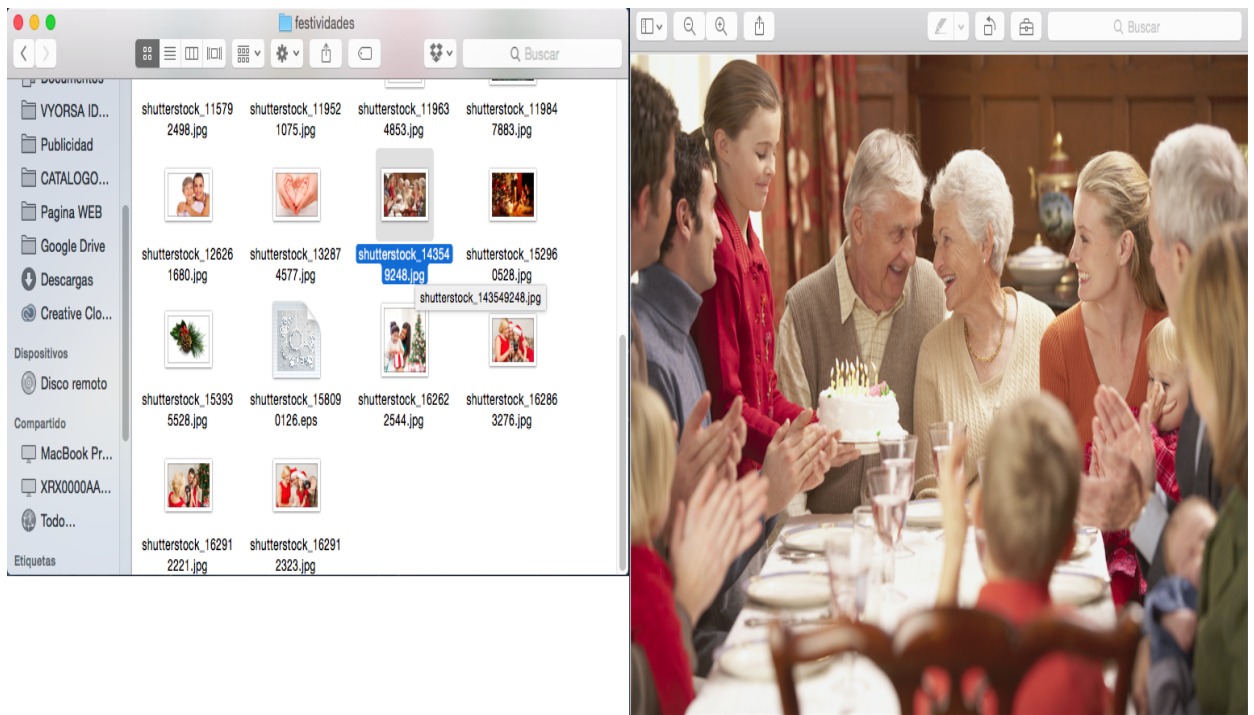 festividades
Buscar
Buscar
Documentos
VYORSA ID...
Publicidad
CATALOGO...
Pagina WEB
Google Drive
Descargas
Creative Clo...
Dispositivos
Disco remoto
Compartido
MacBook Pr...
XRX0000AA...
Todo...
Etiquetas
shutterstock_11579
2498.jpg
shutterstock_11952
1075.jpg
shutterstock_11963
4853.jpg
shutterstock_11984
7883.jpg
shutterstock_12626
1680.jpg
shutterstock_13287
4577.jpg
shutterstock_14354
9248.jpg
shutterstock_15296
0528.jpg
shutterstock_143549248.jpg
shutterstock_15393
5528.jpg
shutterstock_15809
0126.eps
shutterstock_16262
2544.jpg
shutterstock_16286
3276.jpg
shutterstock_16291
2221.jpg
shutterstock_16291
2323.jpg